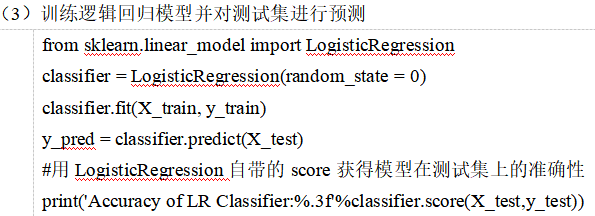 （3）训练逻辑回归模型并对测试集进行预测
from sklearn.linear_model import LogisticRegression
classifier = LogisticRegression(random_state = 0)
classifier.fit(X_train, y_train)
y_pred = classifier.predict(X_test)
#用 LogisticRegression 自带的 score 获得模型在测试集上的准确性
print('Accuracy of LR Classifier:%.3f'%classifier.score(X_test,y_test))